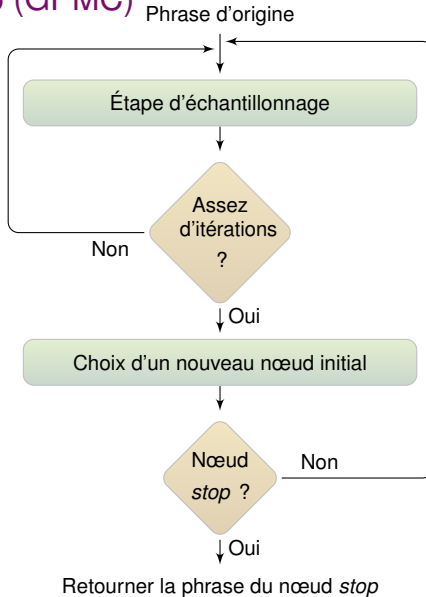 (GPMC)
Phrase d'origine
Étape d'échantillonnage
Assez
d'itérations
?
Non
Oui
Choix d'un nouveau nœud initial
Nœud
stop ?
Non
Oui
Retourner la phrase du nœud stop